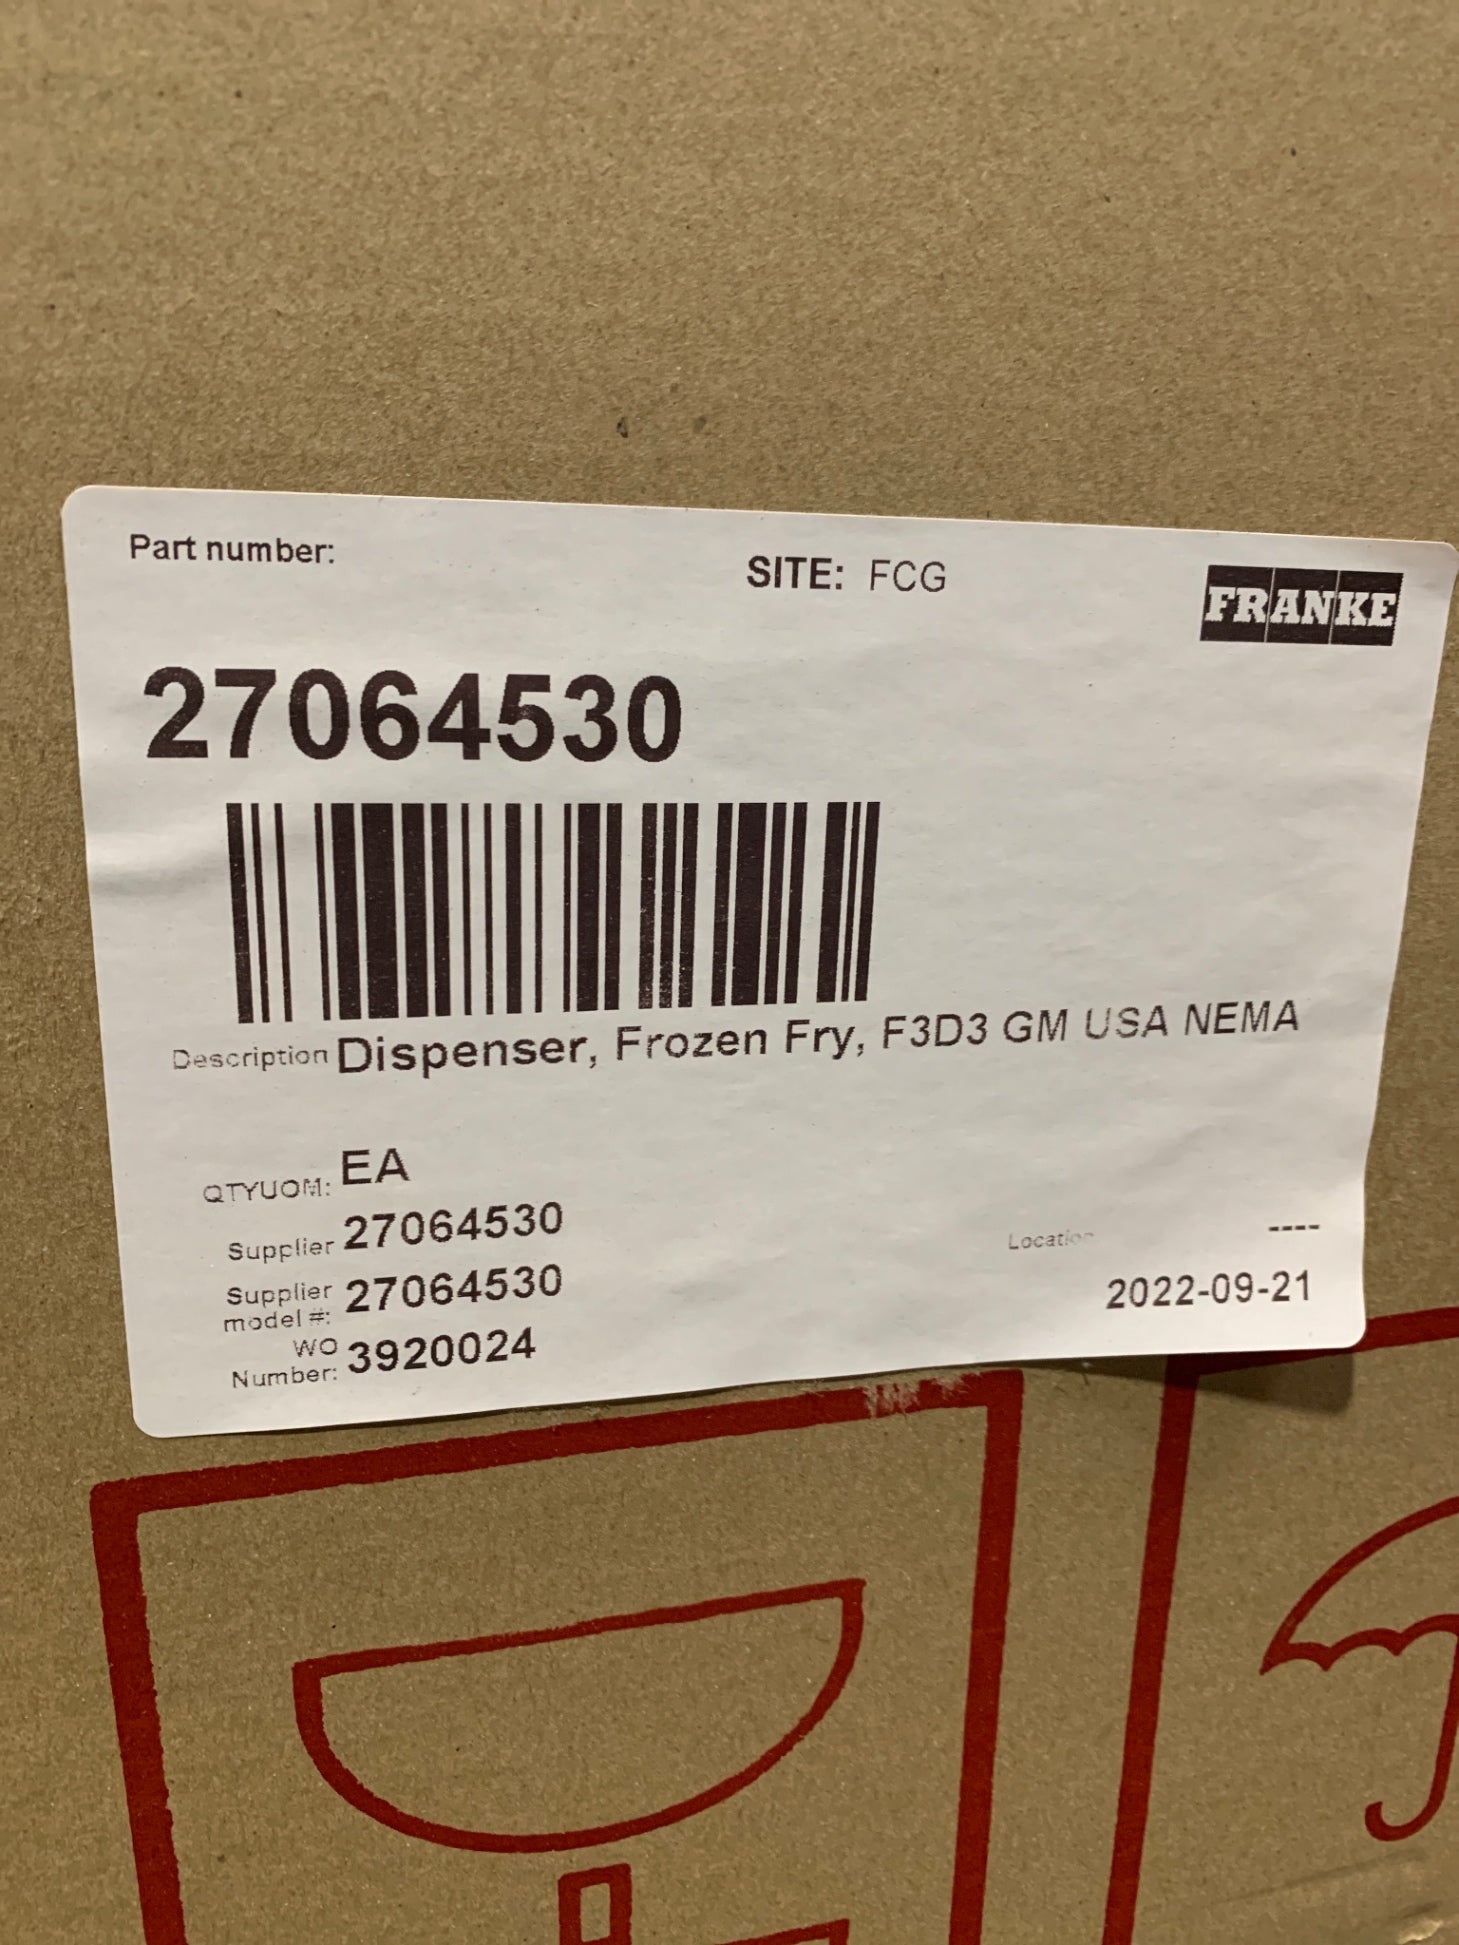 Part number:
SITE: FCG
FRANKE
27064530
Description Dispenser, Frozen Fry, F3D3 GM USA NEMA
QTYUOM: EA
Supplier 27064530
Supplier model #: 27064530
WO Number: 3920024
Location ----
2022-09-21